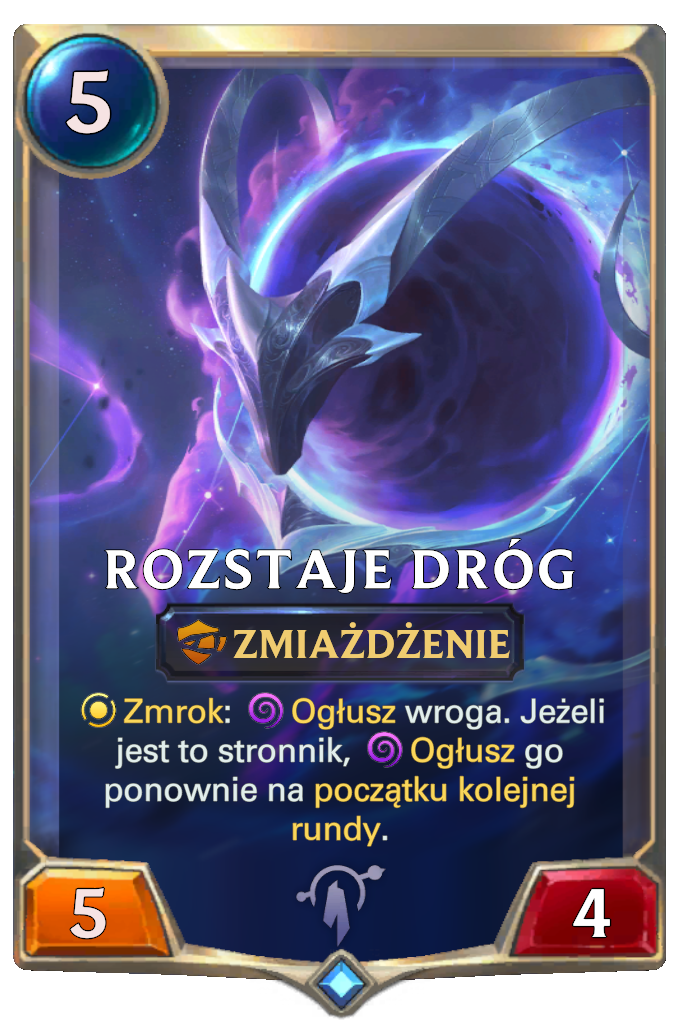 5
ROZSTAJE DRÓG
ZMIAŻDŻENIE
Zmrok: Ogłusz wroga. Jeżeli
jest to stronnik, Ogłusz go
ponownie na początku kolejnej
rundy.
5
4